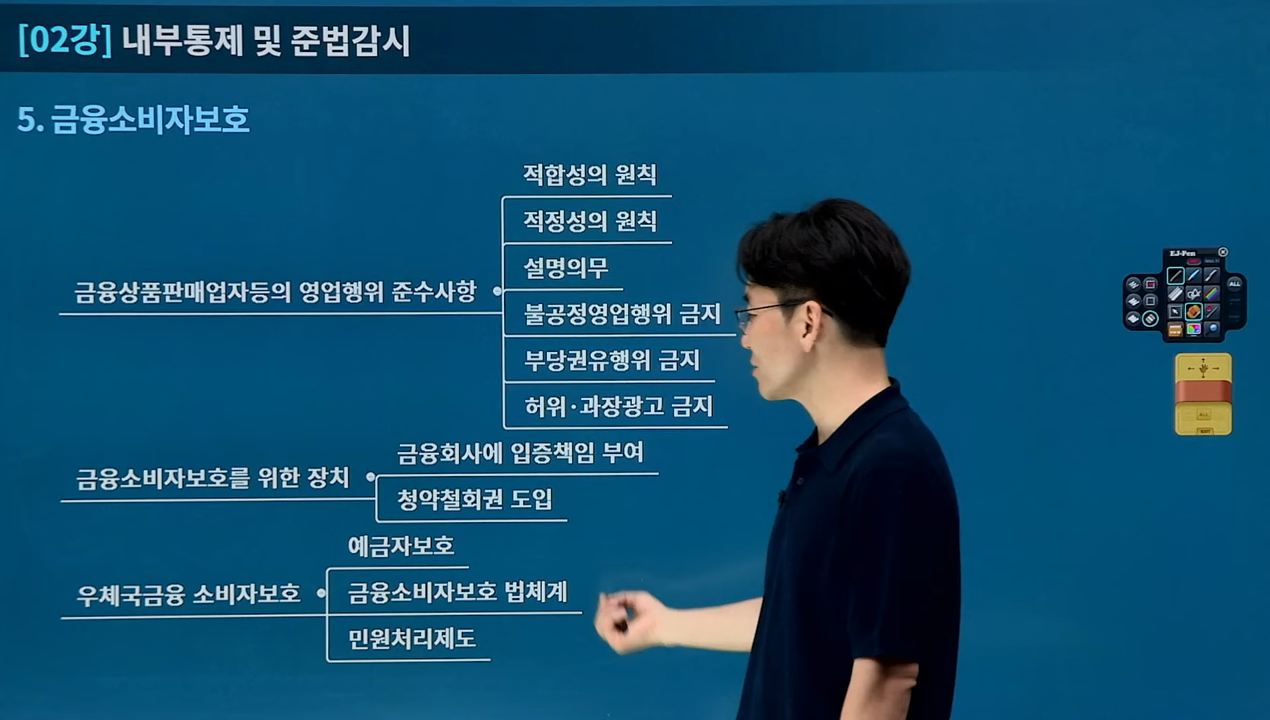 [02강] 내부통제 및 준법감시
5. 금융소비자보호
금융상품판매업자등의 영업행위 준수사항
적합성의 원칙
적정성의 원칙
설명의무
불공정영업행위 금지
부당권유행위 금지
허위·과장광고 금지
금융소비자보호를 위한 장치
금융회사에 입증책임 부여
청약철회권 도입
우체국금융 소비자보호
예금자보호
금융소비자보호 법체계
민원처리제도
EJ-Pen
ALL
ALL